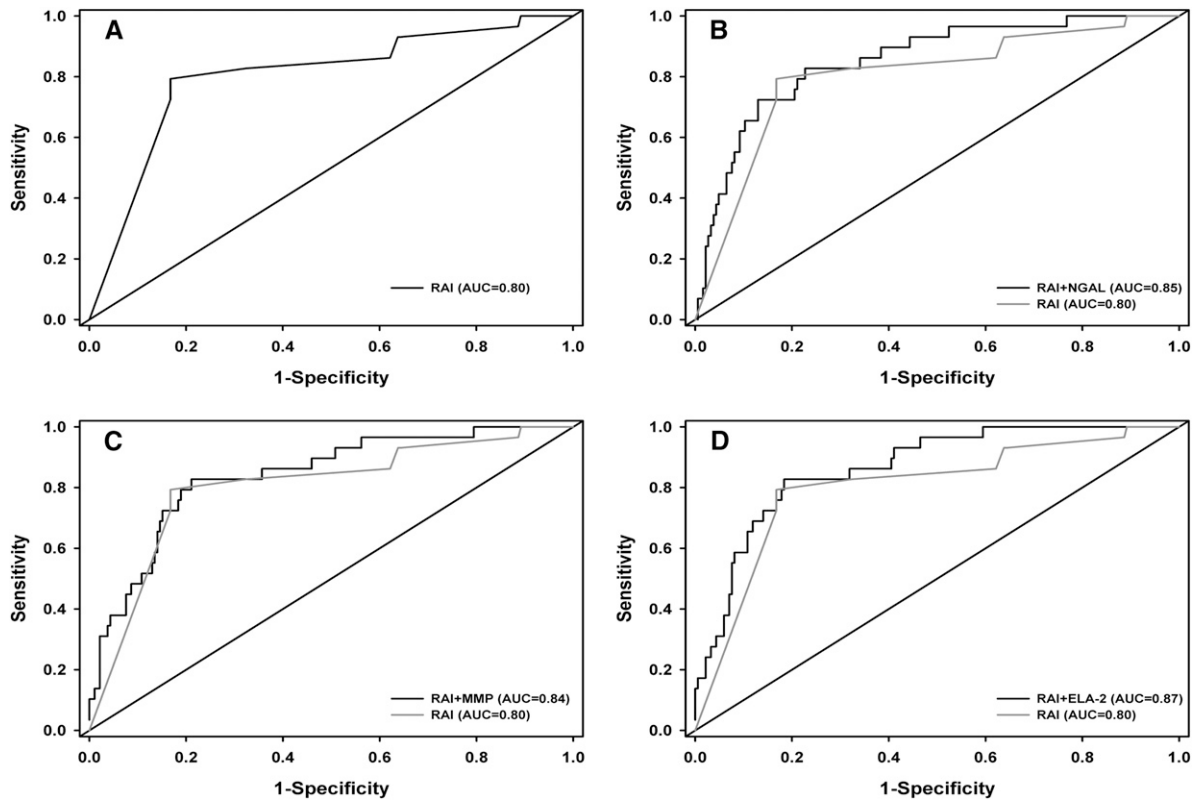 A
Sensitivity
1.0
0.8
0.6
0.4
0.2
0.0
RAI (AUC=0.80)
0.0 0.2 0.4 0.6 0.8 1.0
1-Specificity
B
Sensitivity
1.0
0.8
0.6
0.4
0.2
0.0
RAI+NGAL (AUC=0.85)
RAI (AUC=0.80)
0.0 0.2 0.4 0.6 0.8 1.0
1-Specificity
C
Sensitivity
1.0
0.8
0.6
0.4
0.2
0.0
RAI+MMP (AUC=0.84)
RAI (AUC=0.80)
0.0 0.2 0.4 0.6 0.8 1.0
1-Specificity
D
Sensitivity
1.0
0.8
0.6
0.4
0.2
0.0
RAI+ELA-2 (AUC=0.87)
RAI (AUC=0.80)
0.0 0.2 0.4 0.6 0.8 1.0
1-Specificity